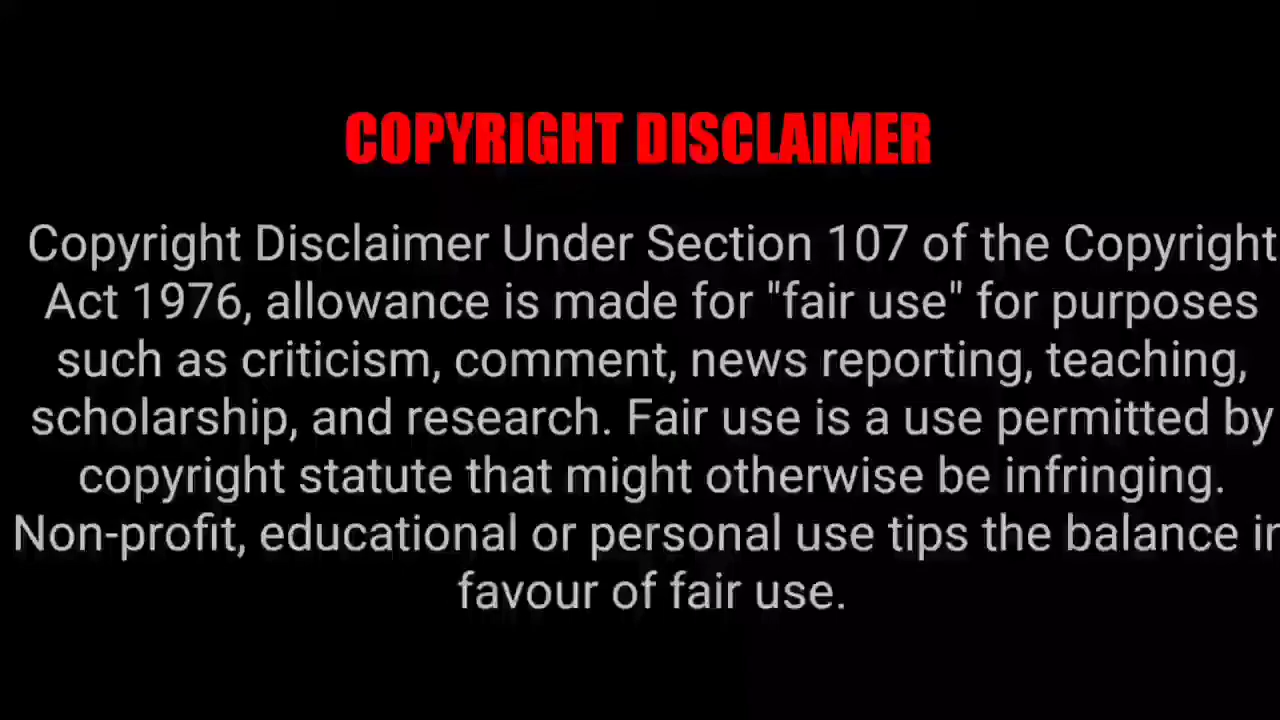 COPYRIGHT DISCLAIMER
Copyright Disclaimer Under Section 107 of the Copyright
Act 1976, allowance is made for "fair use" for purposes
such as criticism, comment, news reporting, teaching,
scholarship, and research. Fair use is a use permitted by
copyright statute that might otherwise be infringing.
Non-profit, educational or personal use tips the balance in
favour of fair use.